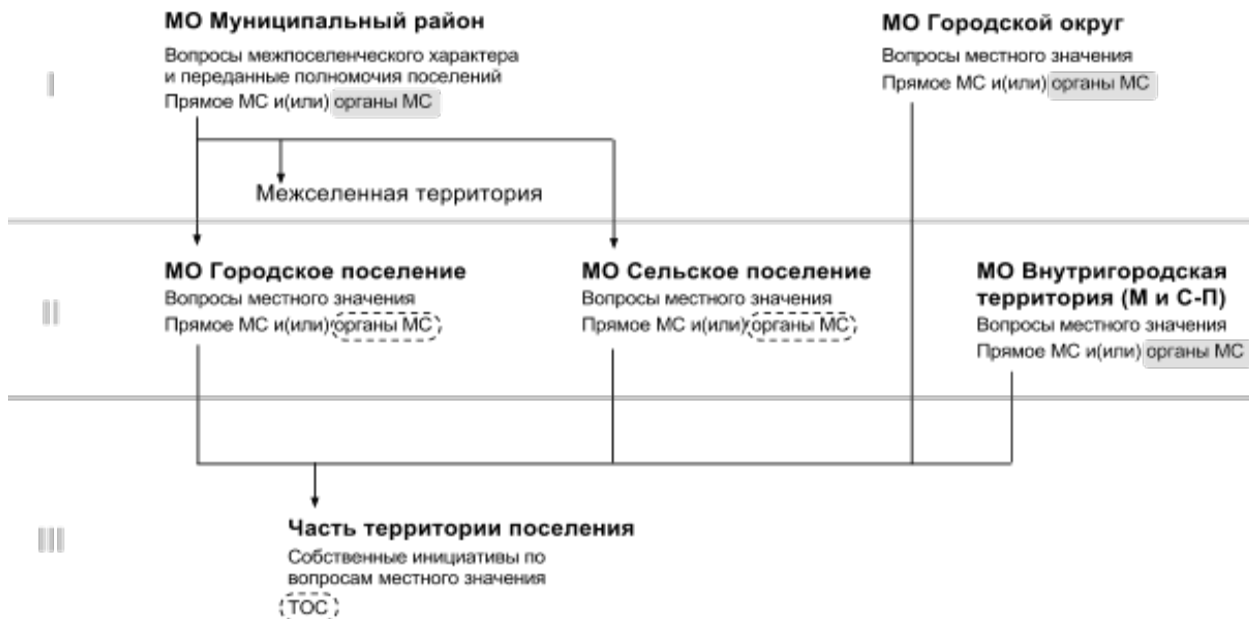 МО Муниципальный район
Вопросы межпоселенческого характера
и переданные полномочия поселений
Прямое МС и(или) органы МС
МО Городской округ
Вопросы местного значения
Прямое МС и(или) органы МС
I
Межселенная территория
II
МО Городское поселение
Вопросы местного значения
Прямое МС и(или) органы МС
МО Сельское поселение
Вопросы местного значения
Прямое МС и(или) органы МС
МО Внутригородская
территория (М и С-П)
Вопросы местного значения
Прямое МС и(или) органы МС
III
Часть территории поселения
Собственные инициативы по
вопросам местного значения
ТОС